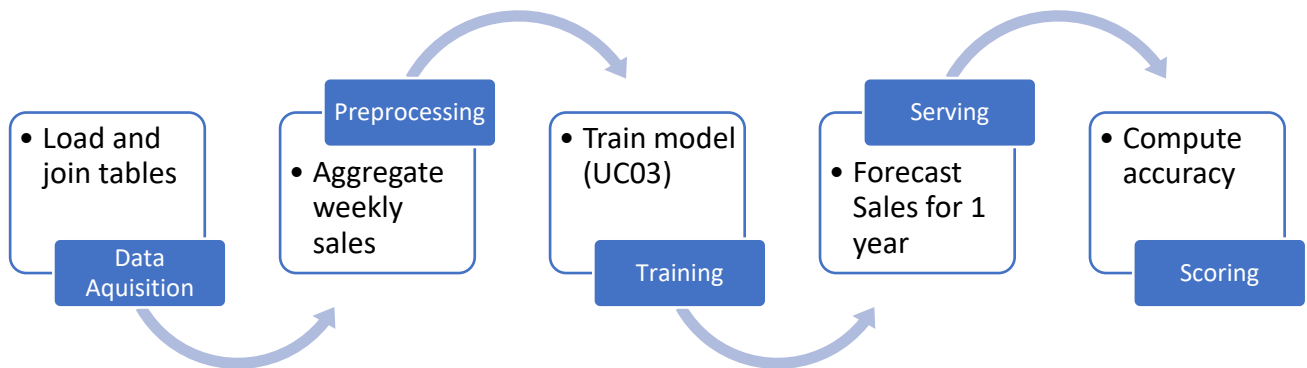 • Load and
join tables
Data
Aquisition
Preprocessing
• Aggregate
weekly
sales
• Train model
(UC03)
Training
Serving
• Forecast
Sales for 1
year
• Compute
accuracy
Scoring